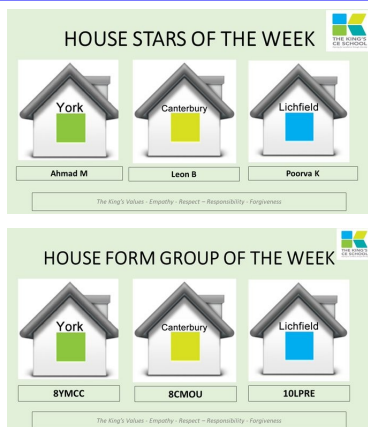 HOUSE STARS OF THE WEEK
THE KING'S
CE SCHOOL
York
Canterbury
Lichfield
Ahmad M
Leon B
Poorva K
The King's Values - Empathy - Respect – Responsibility - Forgiveness
HOUSE FORM GROUP OF THE WEEK
THE KING'S
CE SCHOOL
York
Canterbury
Lichfield
8YMCC
8CMOU
10LPRE
The King's Values - Empathy - Respect – Responsibility - Forgiveness